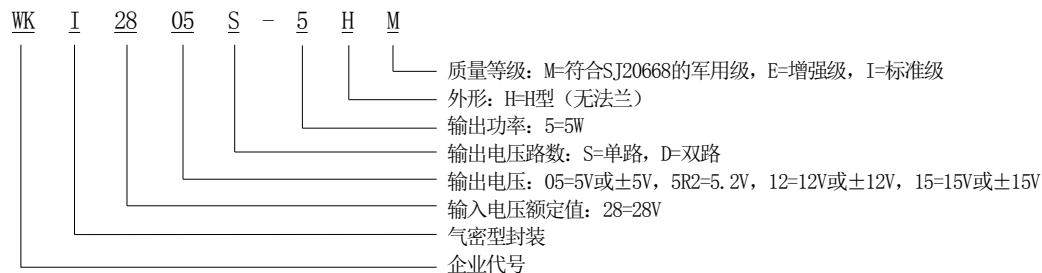 WK I 28 05 S - 5 H M
质量等级：M=符合SJ20668的军用级，E=增强级，I=标准级
外形：H=H型（无法兰）
输出功率：5=5W
输出电压路数：S=单路，D=双路
输出电压：05=5V或±5V，5R2=5.2V，12=12V或±12V，15=15V或±15V
输入电压额定值：28=28V
气密型封装
企业代号